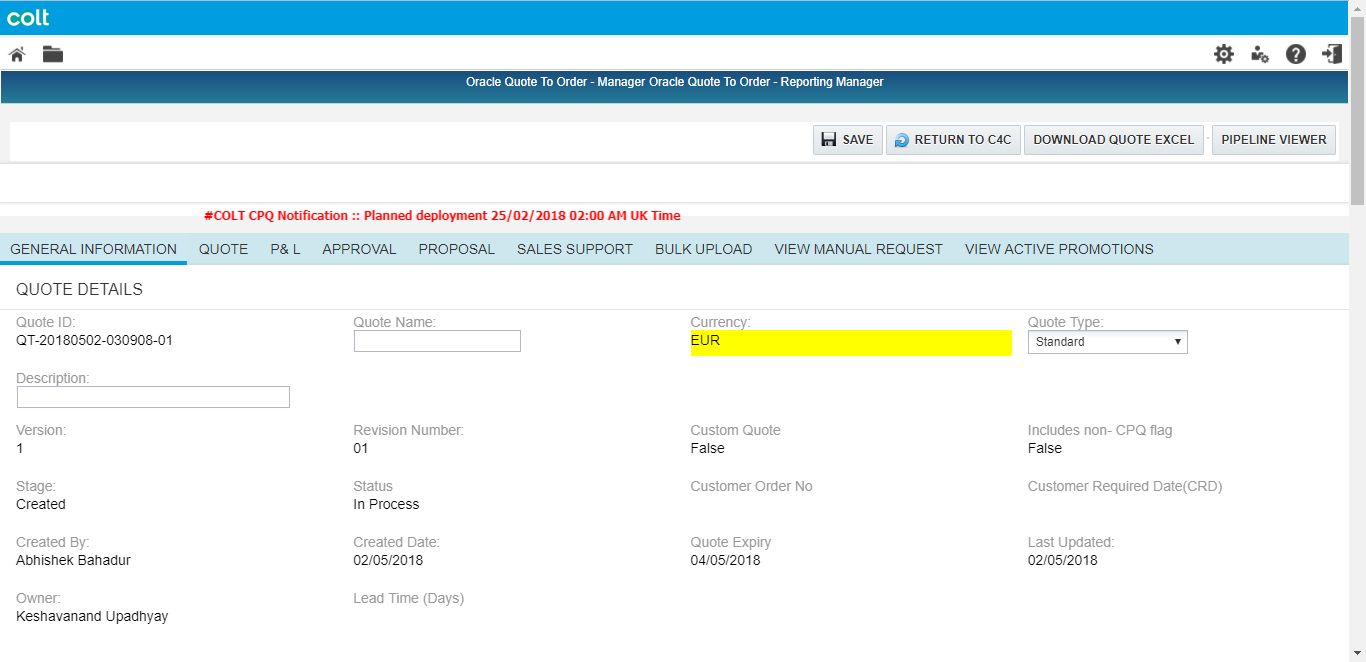 colt
Oracle Quote To Order - Manager Oracle Quote To Order - Reporting Manager
SAVE RETURN TO C4C DOWNLOAD QUOTE EXCEL PIPELINE VIEWER
#COLT CPQ Notification :: Planned deployment 25/02/2018 02:00 AM UK Time
GENERAL INFORMATION QUOTE P& L APPROVAL PROPOSAL SALES SUPPORT BULK UPLOAD VIEW MANUAL REQUEST VIEW ACTIVE PROMOTIONS
QUOTE DETAILS
Quote ID: Quote Name: Currency: Quote Type:
QT-20180502-030908-01 EUR Standard
Description:
Version: Revision Number: Custom Quote Includes non- CPQ flag
1 01 False False
Stage: Status Customer Order No Customer Required Date(CRD)
Created In Process
Created By: Created Date: Quote Expiry Last Updated:
Abhishek Bahadur 02/05/2018 04/05/2018 02/05/2018
Owner: Lead Time (Days)
Keshavanand Upadhyay